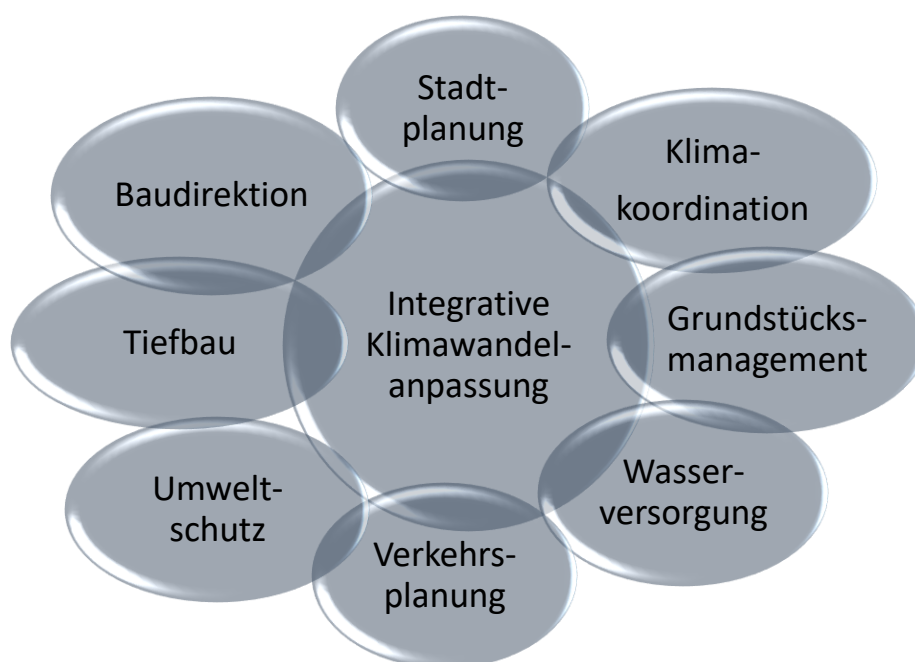 Stadt-
planung
Klima-
koordination
Grundstücks-
management
Wasser-
versorgung
Verkehrs-
planung
Umwelt-
schutz
Tiefbau
Baudirektion
Integrative
Klimawandel-
anpassung